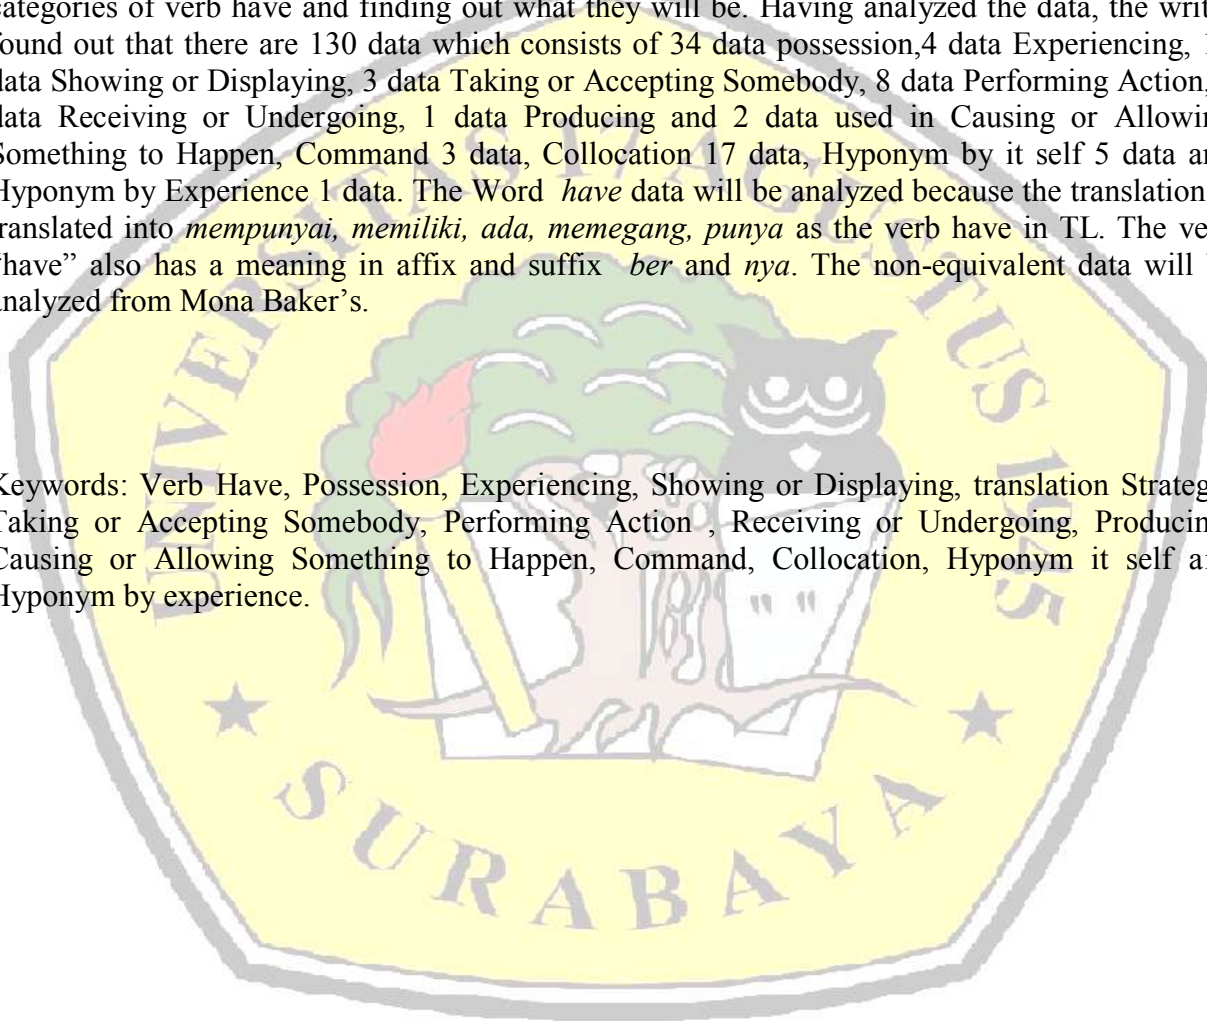 categories of verb have and finding out what they will be. Having analyzed the data, the
found out that there are 130 data which consists of 34 data possession,4 data Experiencing,
data Showing or Displaying, 3 data Taking or Accepting Somebody, 8 data Performing Action,
data Receiving or Undergoing, 1 data Producing and 2 data used in Causing or
Something to Happen, Command 3 data, Collocation 17 data, Hyponym by it self 5 data
Hyponym by Experience 1 data. The Word have data will be analyzed because the translation
translated into mempunyai, memiliki, ada, memegang, punya as the verb have in TL. The
“have” also has a meaning in affix and suffix ber and nya. The non-equivalent data will
analyzed from Mona Baker’s.
Keywords: Verb Have, Possession, Experiencing, Showing or Displaying, translation
Taking or Accepting Somebody, Performing Action , Receiving or Undergoing,
Causing or Allowing Something to Happen, Command, Collocation, Hyponym it self
Hyponym by experience.
UNIVERSITAS 17 AGUSTUS 1945
SURABAYA